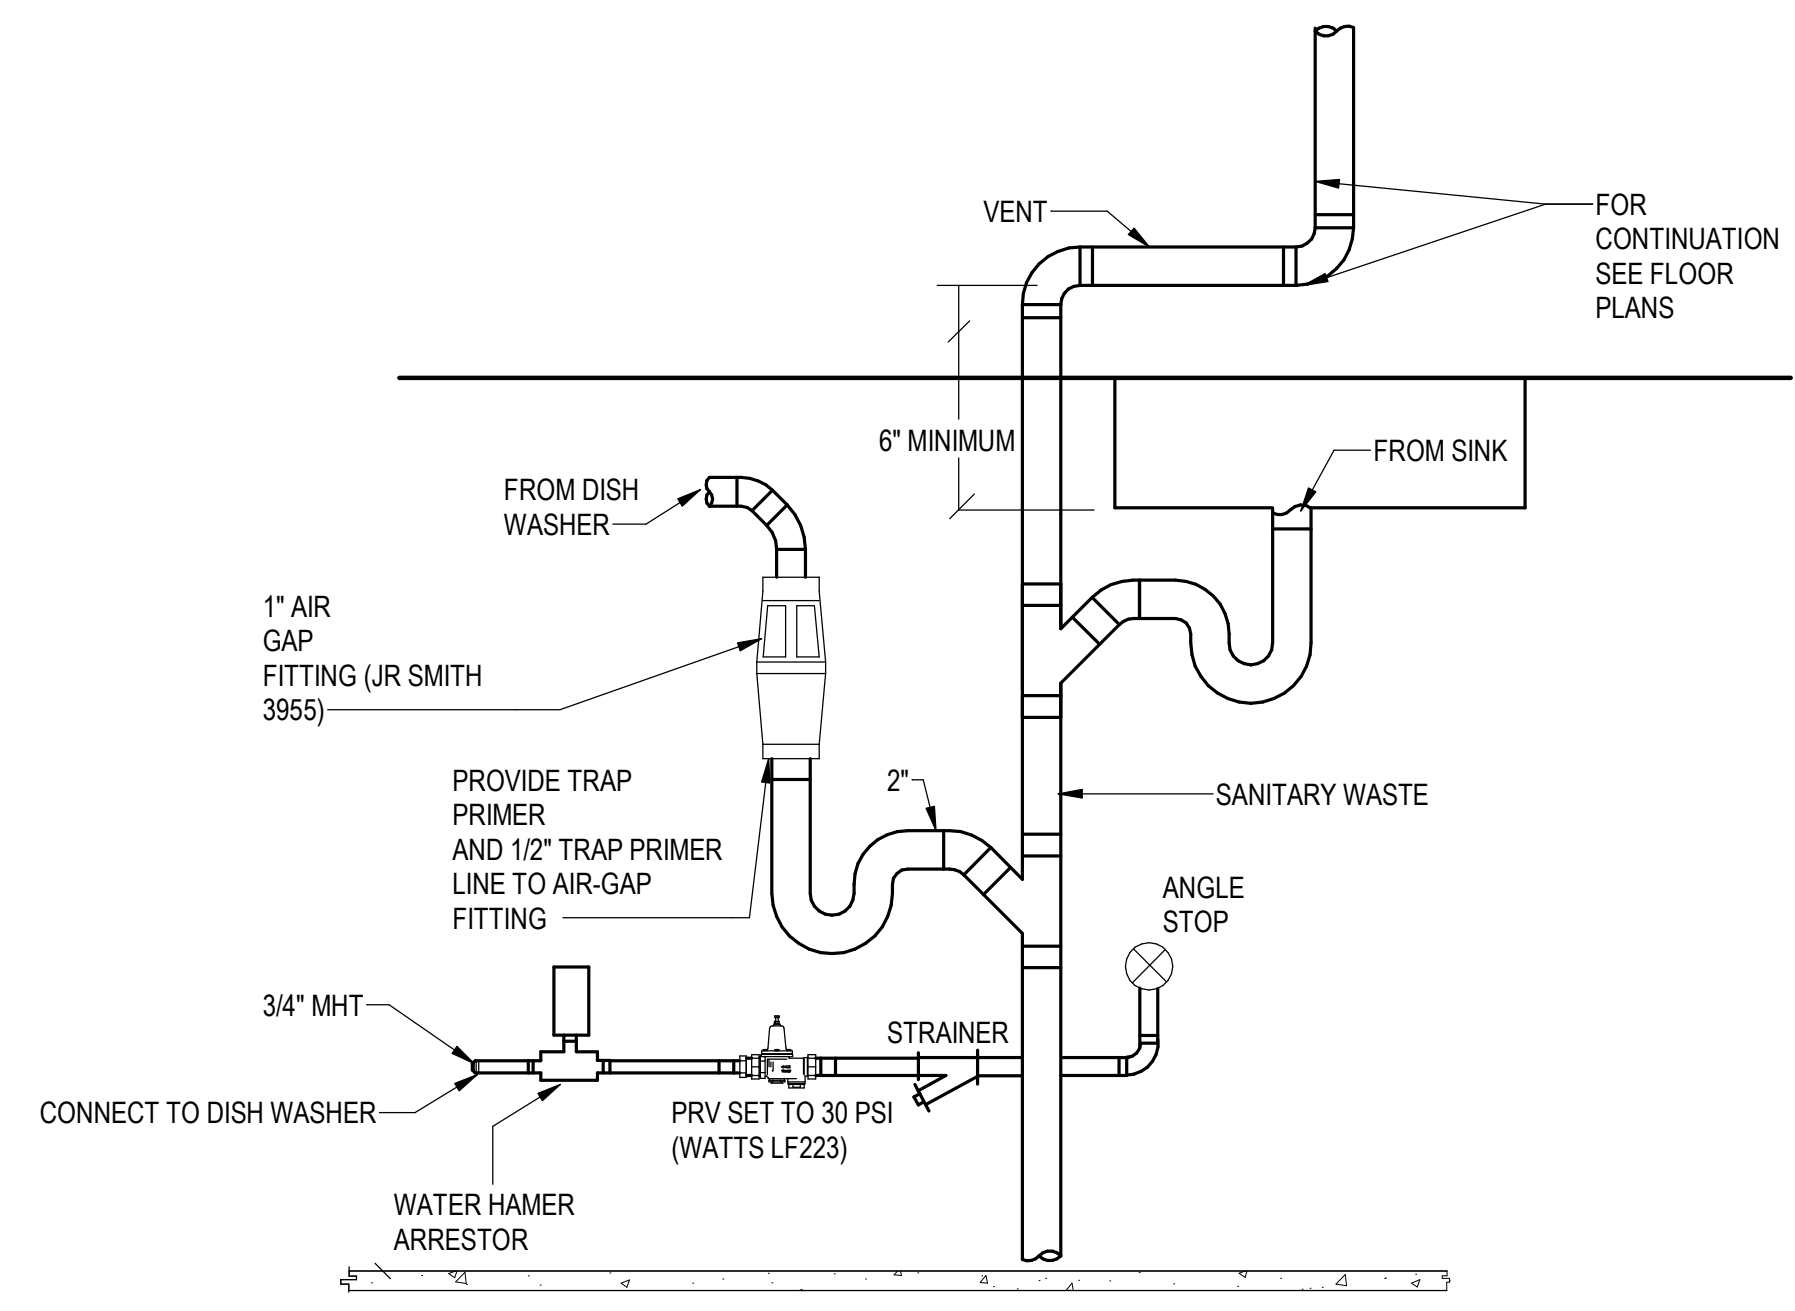 VENT
FOR
CONTINUATION
SEE FLOOR
PLANS
6" MINIMUM
FROM SINK
FROM DISH
WASHER
1" AIR
GAP
FITTING (JR SMITH
3955)
PROVIDE TRAP
PRIMER
AND 1/2" TRAP PRIMER
LINE TO AIR-GAP
FITTING
2"
SANITARY WASTE
ANGLE
STOP
3/4" MHT
STRAINER
CONNECT TO DISH WASHER
PRV SET TO 30 PSI
(WATTS LF223)
WATER HAMER
ARRESTOR